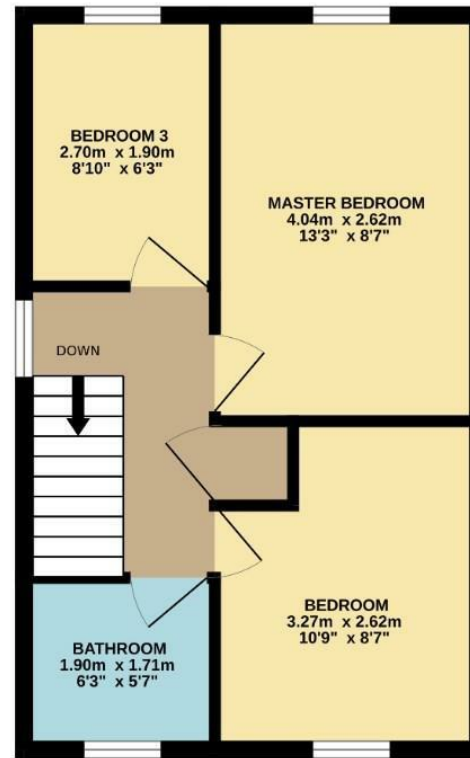 BEDROOM 3
2.70m x 1.90m
8'10" x 6'3"
MASTER BEDROOM
4.04m x 2.62m
13'3" x 8'7"
DOWN
BEDROOM
3.27m x 2.62m
10'9" x 8'7"
BATHROOM
1.90m x 1.71m
6'3" x 5'7"